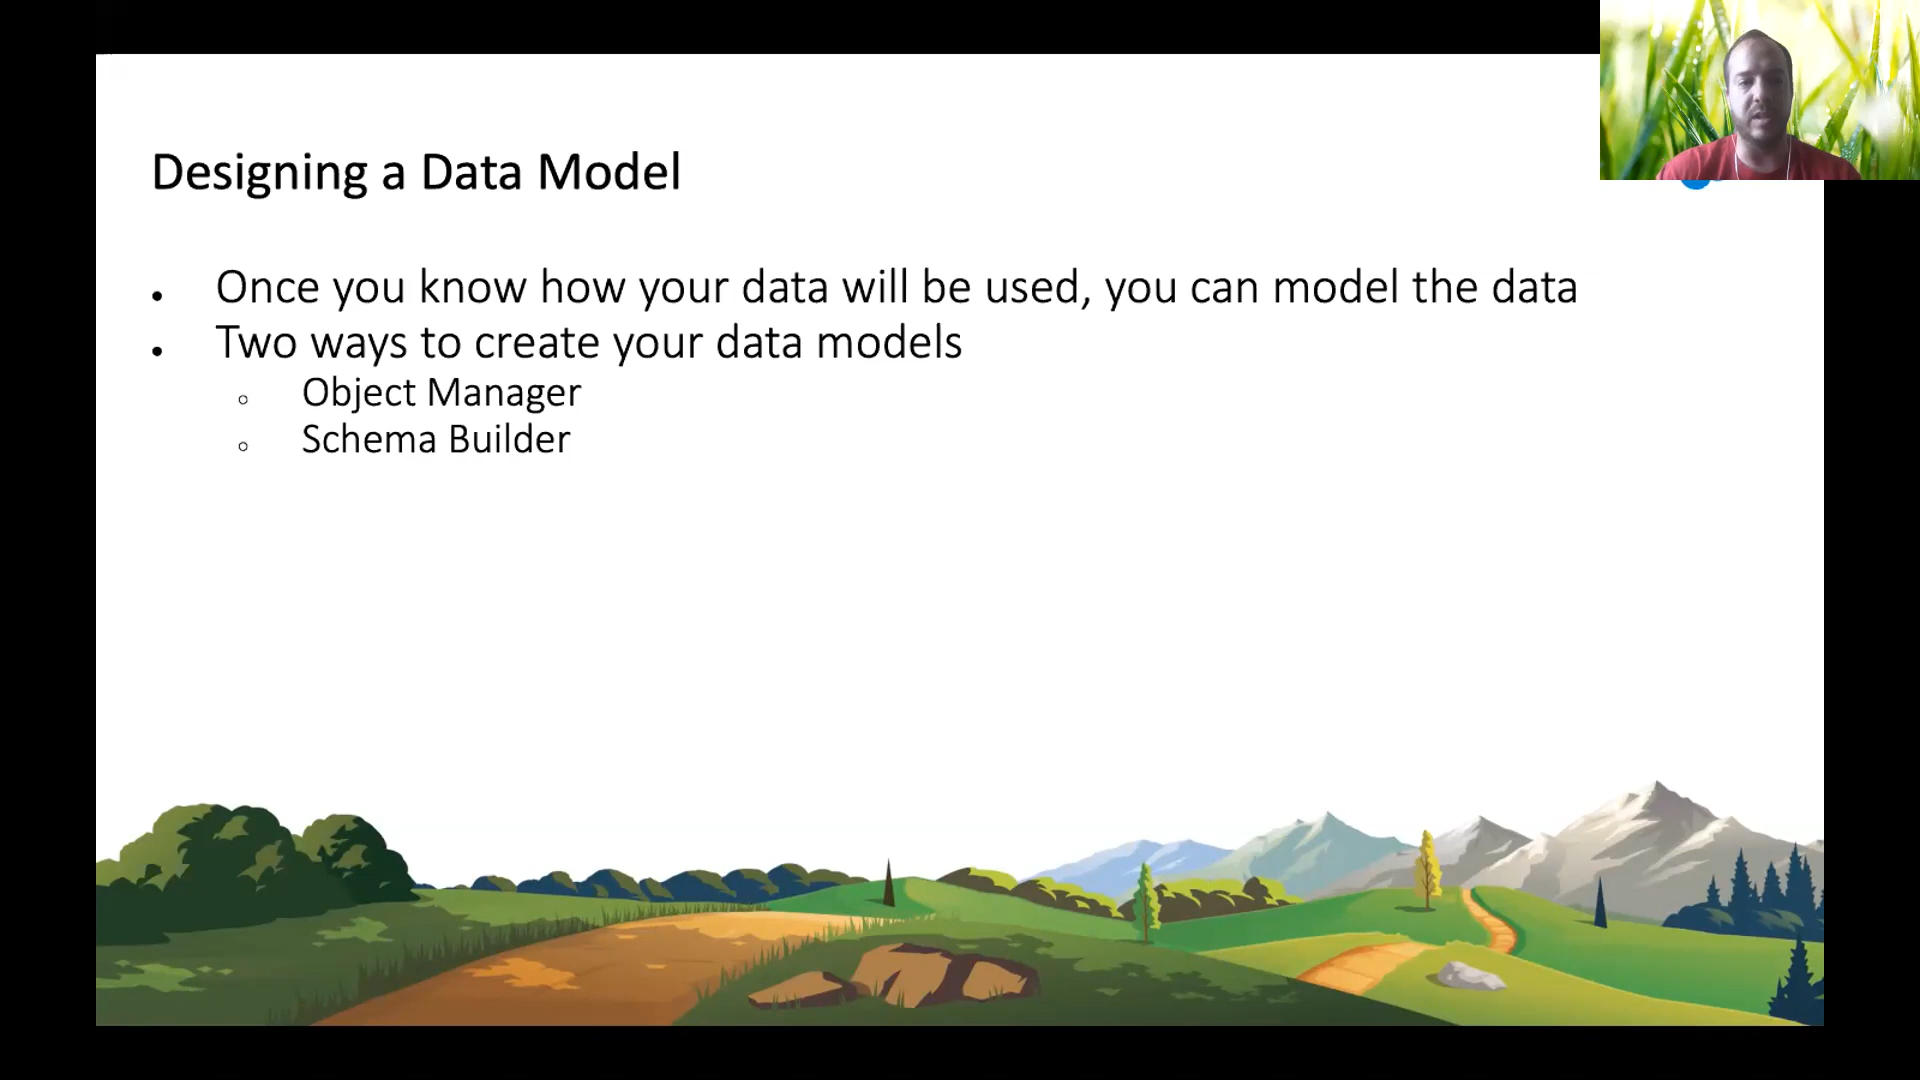 Designing a Data Model
• Once you know how your data will be used, you can model the data
• Two ways to create your data models
○ Object Manager
○ Schema Builder